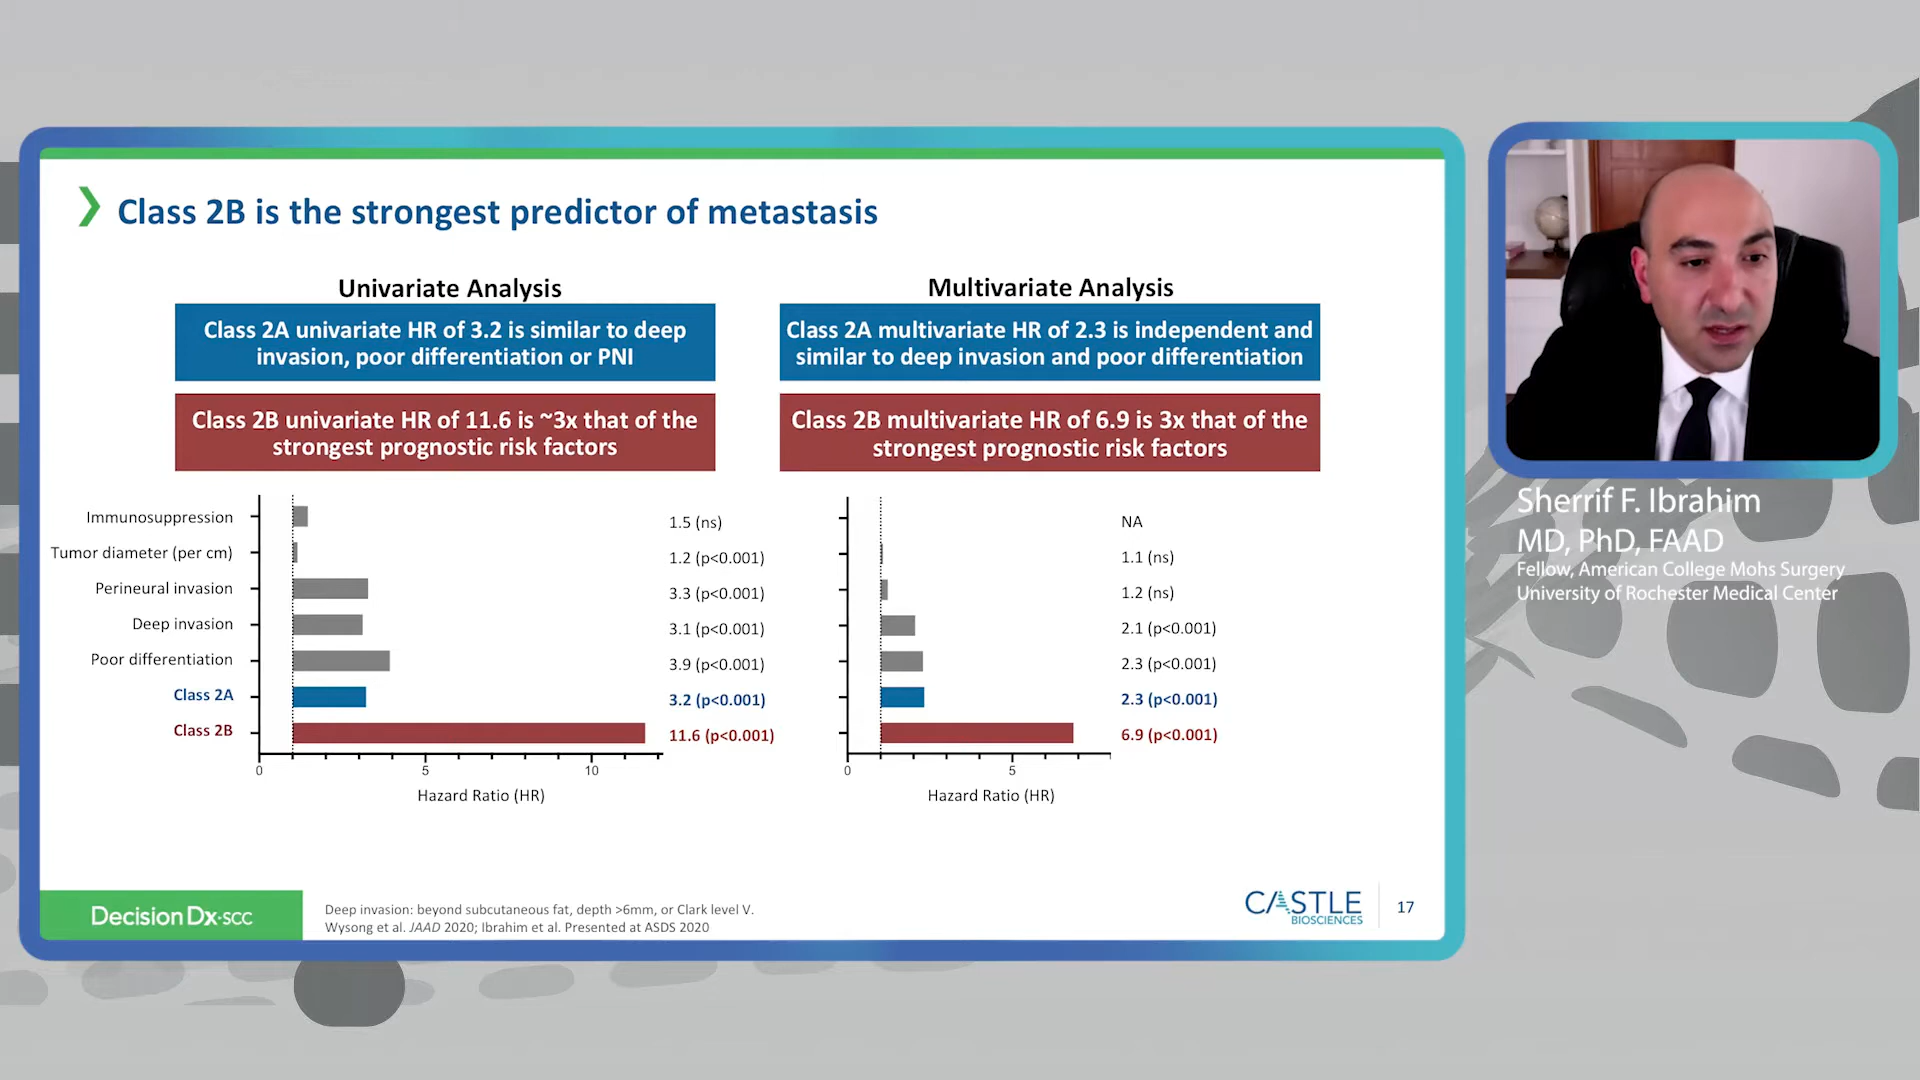 Class 2B is the strongest predictor of metastasis
Univariate Analysis
Class 2A univariate HR of 3.2 is similar to deep
invasion, poor differentiation or PNI
Class 2B univariate HR of 11.6 is ~3x that of the
strongest prognostic risk factors
Immunosuppression
1.5 (ns)
Tumor diameter (per cm)
1.2 (p<0.001)
Perineural invasion
3.3 (p<0.001)
Deep invasion
3.1 (p<0.001)
Poor differentiation
3.9 (p<0.001)
Class 2A
3.2 (p<0.001)
Class 2B
11.6 (p<0.001)
0 5 10
Hazard Ratio (HR)
Multivariate Analysis
Class 2A multivariate HR of 2.3 is independent and
similar to deep invasion and poor differentiation
Class 2B multivariate HR of 6.9 is 3x that of the
strongest prognostic risk factors
NA
1.1 (ns)
1.2 (ns)
2.1 (p<0.001)
2.3 (p<0.001)
2.3 (p<0.001)
6.9 (p<0.001)
0 5
Hazard Ratio (HR)
DecisionDx·SCC
Deep invasion: beyond subcutaneous fat, depth >6mm, or Clark level V.
Wysong et al. JAAD 2020; Ibrahim et al. Presented at ASDS 2020
CASTLE
BIOSCIENCES
17
Sherrif F. Ibrahim
MD, PhD, FAAD
Fellow, American College Mohs Surgery
University of Rochester Medical Center